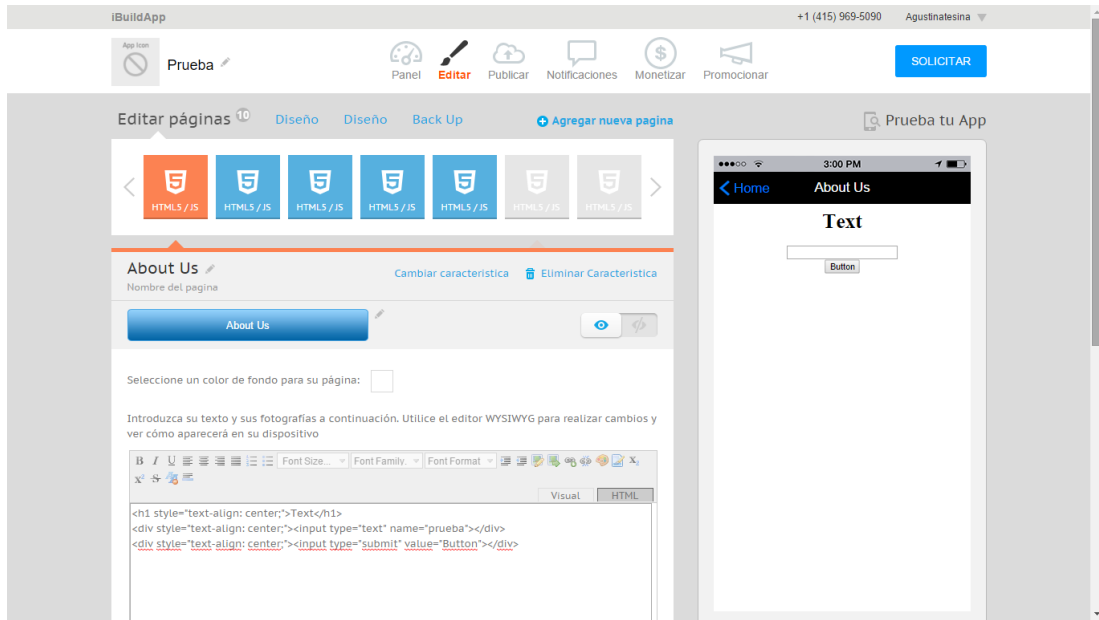 iBuildApp
+1 (415) 969-5090 Agustinatesina
App Icon
Prueba
Panel Editar Publicar Notificaciones Monetizar Promocionar
SOLICITAR
Editar páginas 10 Diseño Diseño Back Up Agregar nueva pagina
Prueba tu App
HTML5 / JS HTML5 / JS HTML5 / JS HTML5 / JS HTML5 / JS HTML5 / JS HTML5 / JS
About Us
Nombre del pagina
Cambiar caracteristica Eliminar Caracteristica
About Us
Seleccione un color de fondo para su página:
Introduzca su texto y sus fotografías a continuación. Utilice el editor WYSIWYG para realizar cambios y
ver cómo aparecerá en su dispositivo
B I U Font Size... Font Family. Font Format X₂
X² S
Visual HTML
<h1 style="text-align: center;">Text</h1>
<div style="text-align: center;"><input type="text" name="prueba"></div>
<div style="text-align: center;"><input type="submit" value="Button"></div>
3:00 PM
Home About Us
Text
Button